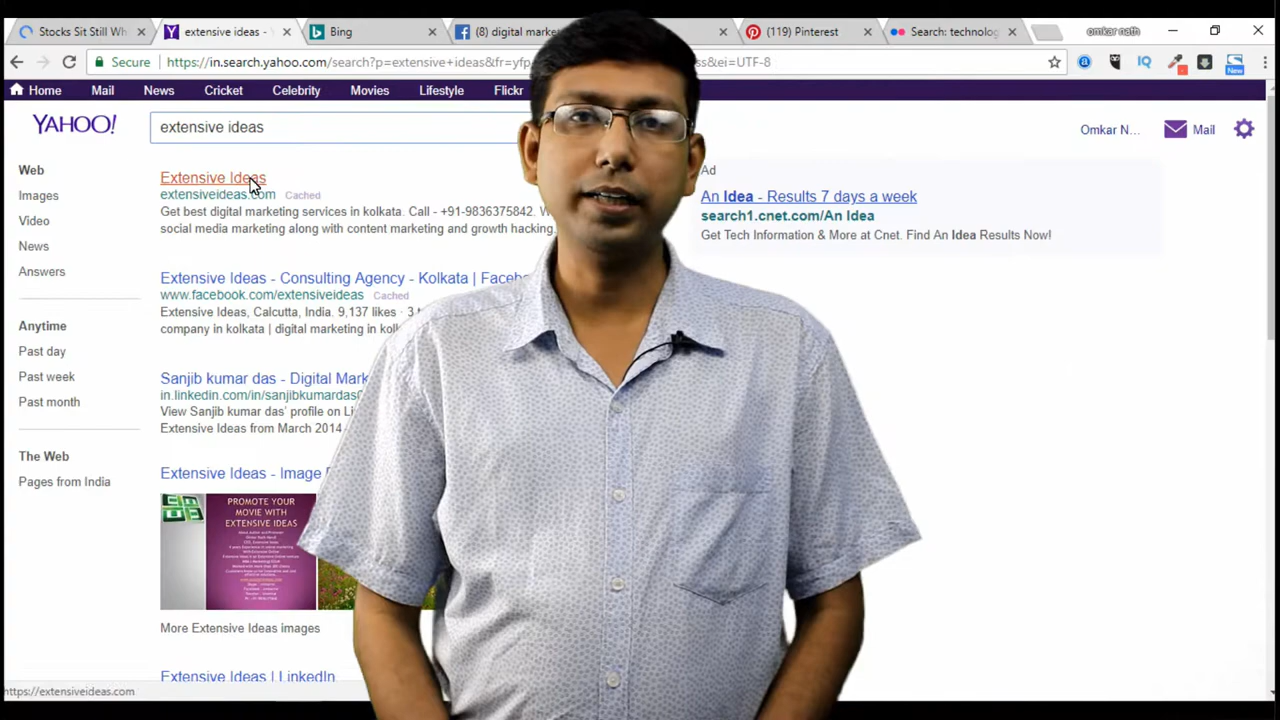 Stocks Sit Still Wh
extensive ideas -
Bing
(8) digital marke
(119) Pinterest
Search: technolog
omkar nath
Secure
https://in.search.yahoo.com/search?p=extensive+ideas&fr=yfp
ss&ei=UTF-8
IQ
New
Home
Mail
News
Cricket
Celebrity
Movies
Lifestyle
Flickr
YAHOO!
extensive ideas
Omkar N...
Mail
Web
Images
Video
News
Answers
Anytime
Past day
Past week
Past month
The Web
Pages from India
Extensive Ideas
extensiveideas.com Cached
Get best digital marketing services in kolkata. Call - +91-9836375842. W
social media marketing along with content marketing and growth hacking.
Extensive Ideas - Consulting Agency - Kolkata | Facebo
www.facebook.com/extensiveideas Cached
Extensive Ideas, Calcutta, India. 9,137 likes · 3 t
company in kolkata | digital marketing in kolk
Sanjib kumar das - Digital Mark
in.linkedin.com/in/sanjibkumardas
View Sanjib kumar das' profile on Li
Extensive Ideas from March 2014 -
Extensive Ideas - Image
PROMOTE YOUR
MOVIE WITH
EXTENSIVE IDEAS
More Extensive Ideas images
Extensive Ideas | LinkedIn
Ad
An Idea - Results 7 days a week
search1.cnet.com/An Idea
Get Tech Information & More at Cnet. Find An Idea Results Now!
https://extensiveideas.com